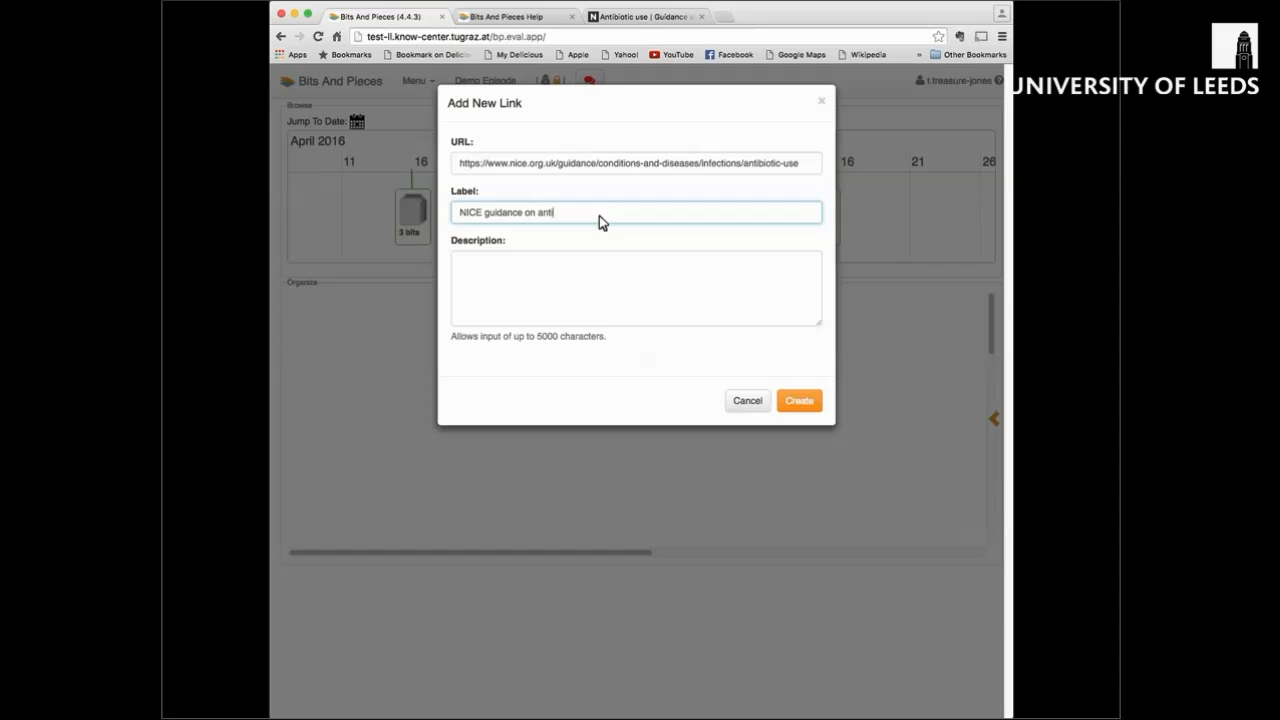 Bits And Pieces (4.4.3)
Bits And Pieces Help
Antibiotic use | Guidance
test-ll.know-center.tugraz.at/bp.eval.app/
Apps
Bookmarks
Bookmark on Delici
My Delicious
Apple
Yahoo!
YouTube
Facebook
Google Maps
Wikipedia
»
Other Bookmarks
UNIVERSITY OF LEEDS
Bits And Pieces
Menu
Demo Episode
t.treasure-jones
Browse
Jump To Date:
April 2016
11
16
16
21
26
3 bits
Organize
Add New Link
×
URL:
https://www.nice.org.uk/guidance/conditions-and-diseases/infections/antibiotic-use
Label:
NICE guidance on anti
Description:
Allows input of up to 5000 characters.
Cancel
Create